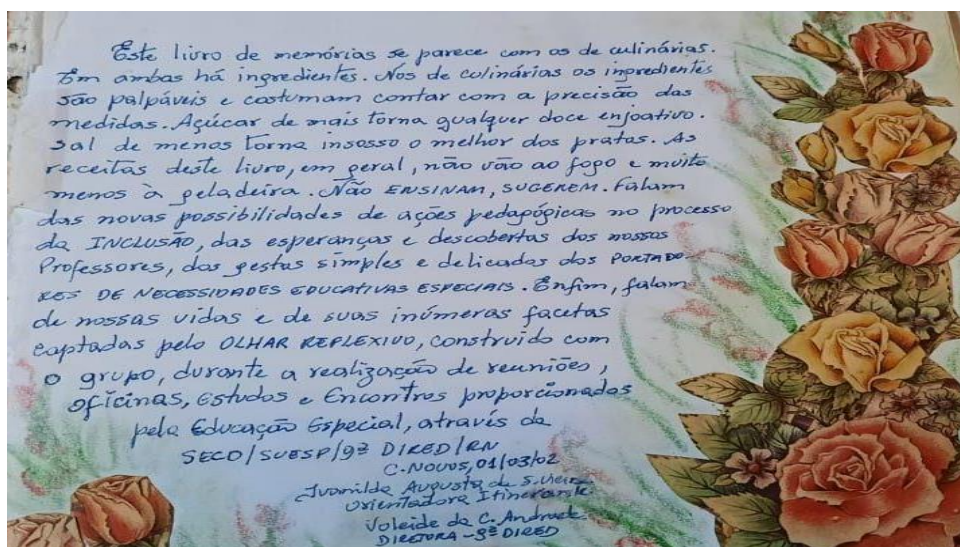 Este livro de memórias se parece com os de culinárias.
Em ambas há ingredientes. Nos de culinárias os ingredientes
são palpáveis e costumam contar com a precisão das
medidas. Açúcar de mais torna qualquer doce enjoativo.
Sal de menos torna insosso o melhor dos pratos. As
receitas deste livro, em geral, não vão ao fogo e muito
menos à geladeira. Não ENSINAM, SUGEREM. Falam
das novas possibilidades de ações pedagógicas no processo
da INCLUSÃO, das esperanças e descobertas dos nossos
Professores, dos gestos simples e delicados dos PORTADO-
RES DE NECESSIDADES EDUCATIVAS ESPECIAIS. Enfim, falam
de nossas vidas e de suas inúmeras facetas
captadas pelo OLHAR REFLEXIVO, construido com
o grupo, durante a realização de reuniões,
oficinas, Estudos e Encontros proporcionados
pela Educação Especial, através da
SECD/SUESP/9ª DIRED/RN
C. NOVOS, 01/03/02
Augusta de S. Vieira
Orientadora Itinerante
Voleide da C. Andrade
DIRETORA - 9ª DIRED